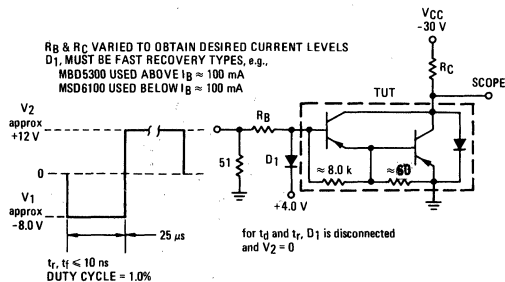 RB & RC VARIED TO OBTAIN DESIRED CURRENT LEVELS
D1, MUST BE FAST RECOVERY TYPES, e.g.,
MBD5300 USED ABOVE IB ≈ 100 mA
MSD6100 USED BELOW IB ≈ 100 mA
VCC
-30 V
RC
SCOPE
TUT
V2
approx
+12 V
0
V1
approx
-8.0 V
25 µs
tr, tf ⩽ 10 ns
DUTY CYCLE = 1.0%
RB
51
D1
+4.0 V
≈ 8.0 k
≈ 60
for td and tr, D1 is disconnected
and V2 = 0